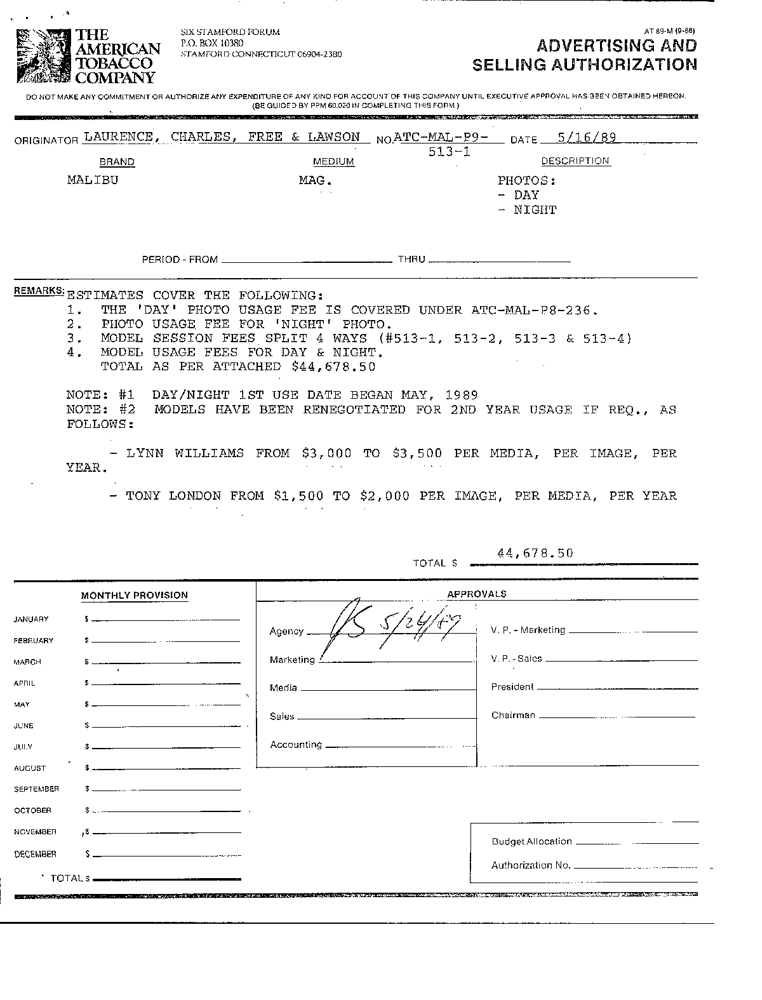 THE
AMERICAN
TOBACCO
COMPANY
SIX STAMFORD FORUM
P.O. BOX 10380
STAMFORD CONNECTICUT 06904-2380
AT 69-M (9-88)
ADVERTISING AND
SELLING AUTHORIZATION
DO NOT MAKE ANY COMMITMENT OR AUTHORIZE ANY EXPENDITURE OF ANY KIND FOR ACCOUNT OF THIS COMPANY UNTIL EXECUTIVE APPROVAL HAS BEEN OBTAINED HEREON.
(BE GUIDED BY PPM 60.020 IN COMPLETING THIS FORM.)
ORIGINATOR LAURENCE, CHARLES, FREE & LAWSON NO. ATC-MAL-P9- DATE 5/16/89
513-1
BRAND MEDIUM DESCRIPTION
MALIBU MAG. PHOTOS:
- DAY
- NIGHT
PERIOD - FROM THRU
REMARKS: ESTIMATES COVER THE FOLLOWING:
1. THE 'DAY' PHOTO USAGE FEE IS COVERED UNDER ATC-MAL-P8-236.
2. PHOTO USAGE FEE FOR 'NIGHT' PHOTO.
3. MODEL SESSION FEES SPLIT 4 WAYS (#513-1, 513-2, 513-3 & 513-4)
4. MODEL USAGE FEES FOR DAY & NIGHT.
TOTAL AS PER ATTACHED $44,678.50
NOTE: #1 DAY/NIGHT 1ST USE DATE BEGAN MAY, 1989
NOTE: #2 MODELS HAVE BEEN RENEGOTIATED FOR 2ND YEAR USAGE IF REQ., AS
FOLLOWS:
- LYNN WILLIAMS FROM $3,000 TO $3,500 PER MEDIA, PER IMAGE, PER
YEAR.
- TONY LONDON FROM $1,500 TO $2,000 PER IMAGE, PER MEDIA, PER YEAR
TOTAL $ 44,678.50
MONTHLY PROVISION
JANUARY $
FEBRUARY $
MARCH $
APRIL $
MAY $
JUNE $
JULY $
AUGUST $
SEPTEMBER $
OCTOBER $
NOVEMBER $
DECEMBER $
TOTAL $
APPROVALS
Agency 5/24/89
Marketing
Media
Sales
Accounting
V. P. - Marketing
V. P. - Sales
President
Chairman
Budget Allocation
Authorization No.